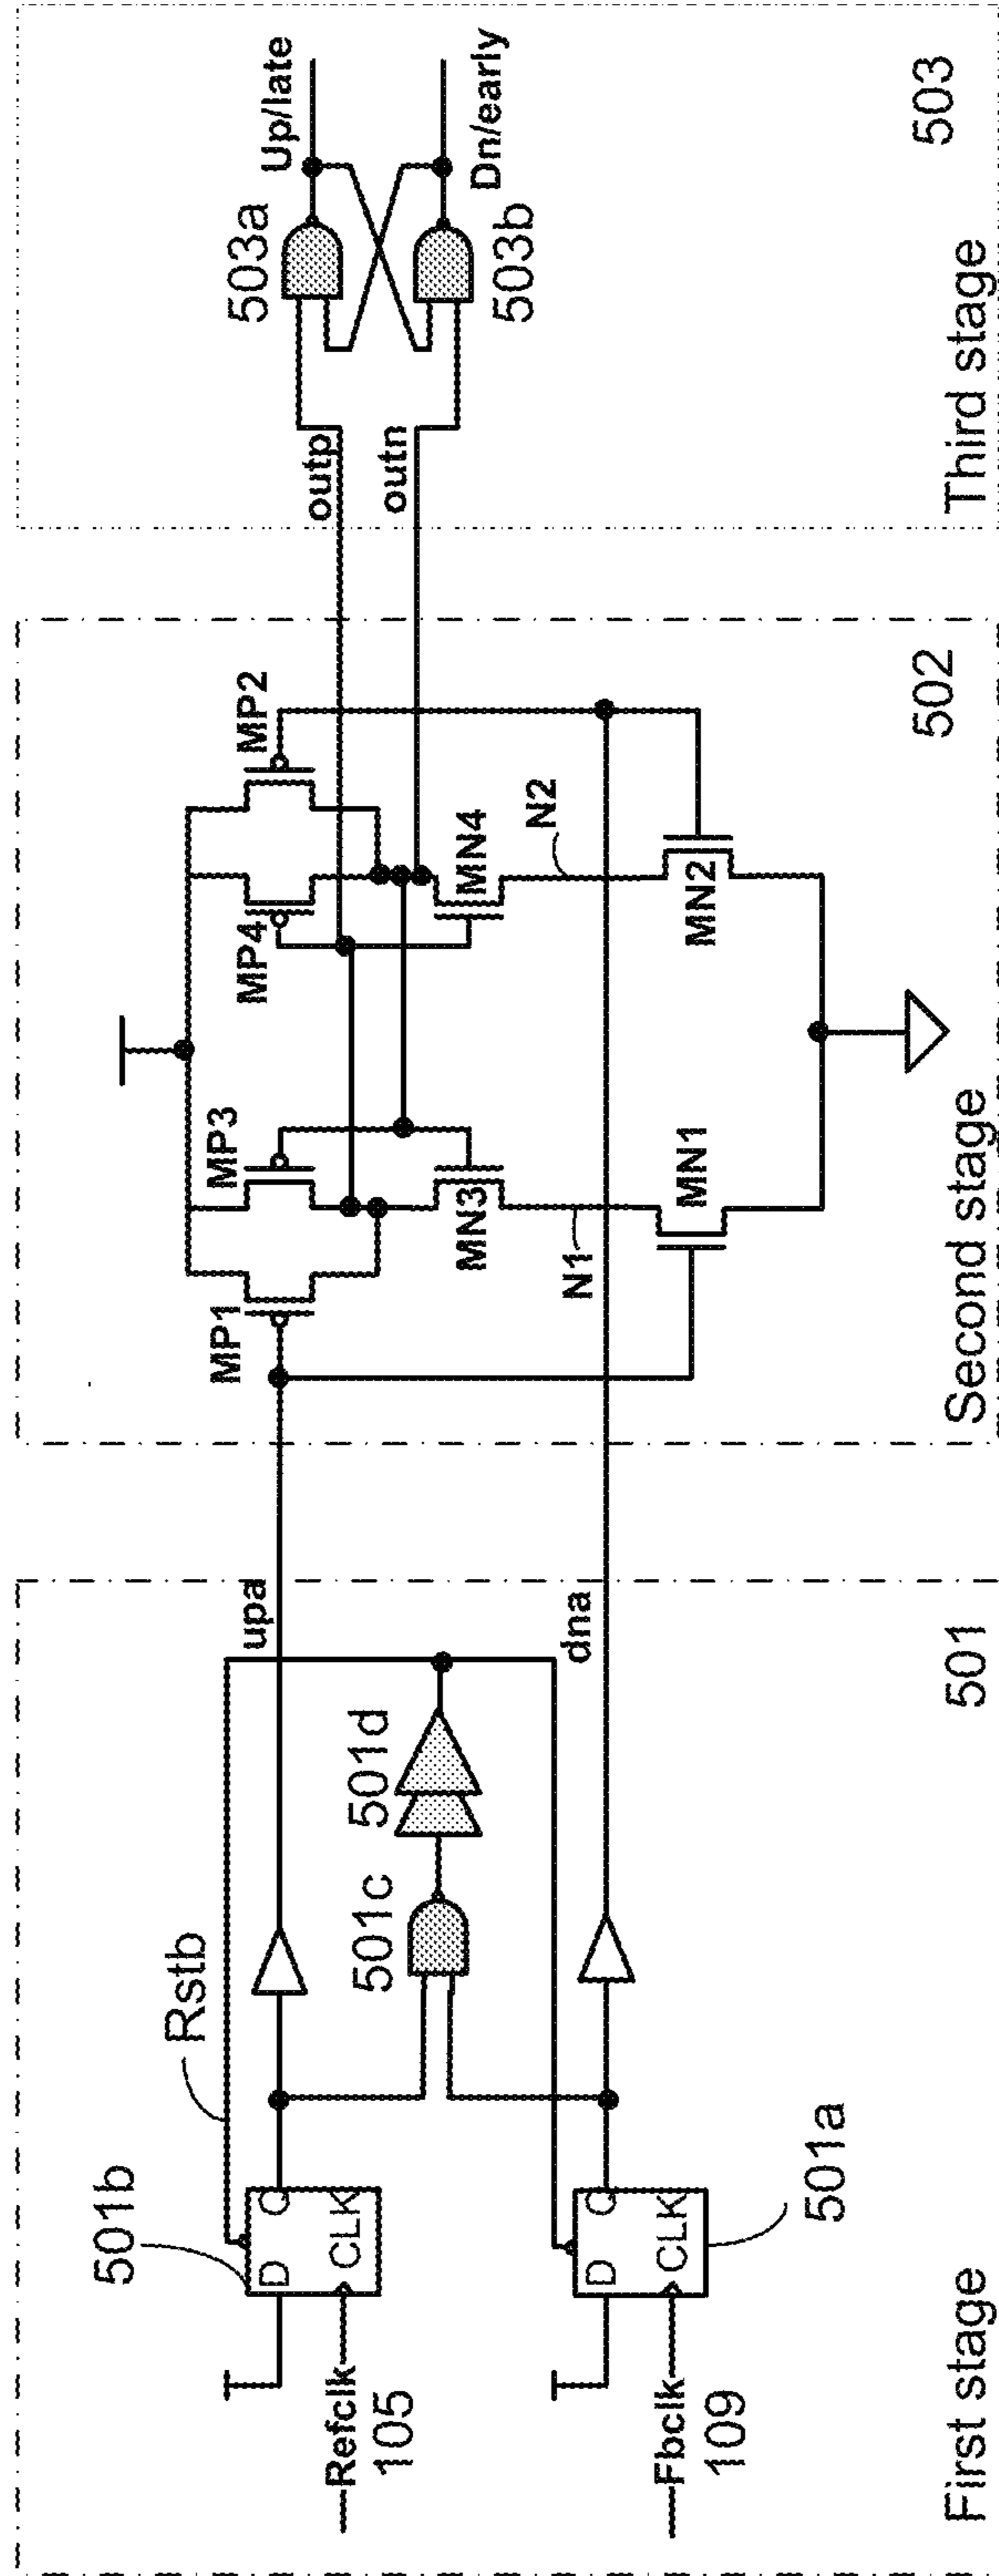 First stage
501
501b
D
Q
CLK
Refclk
105
Rstb
upa
501c
501d
D
Q
CLK
Fbclk
109
501a
dna
Second stage
502
MP1
MP3
MP4
MP2
MN3
MN4
N1
N2
MN1
MN2
Third stage
503
outp
outn
503a
Up/late
503b
Dn/early